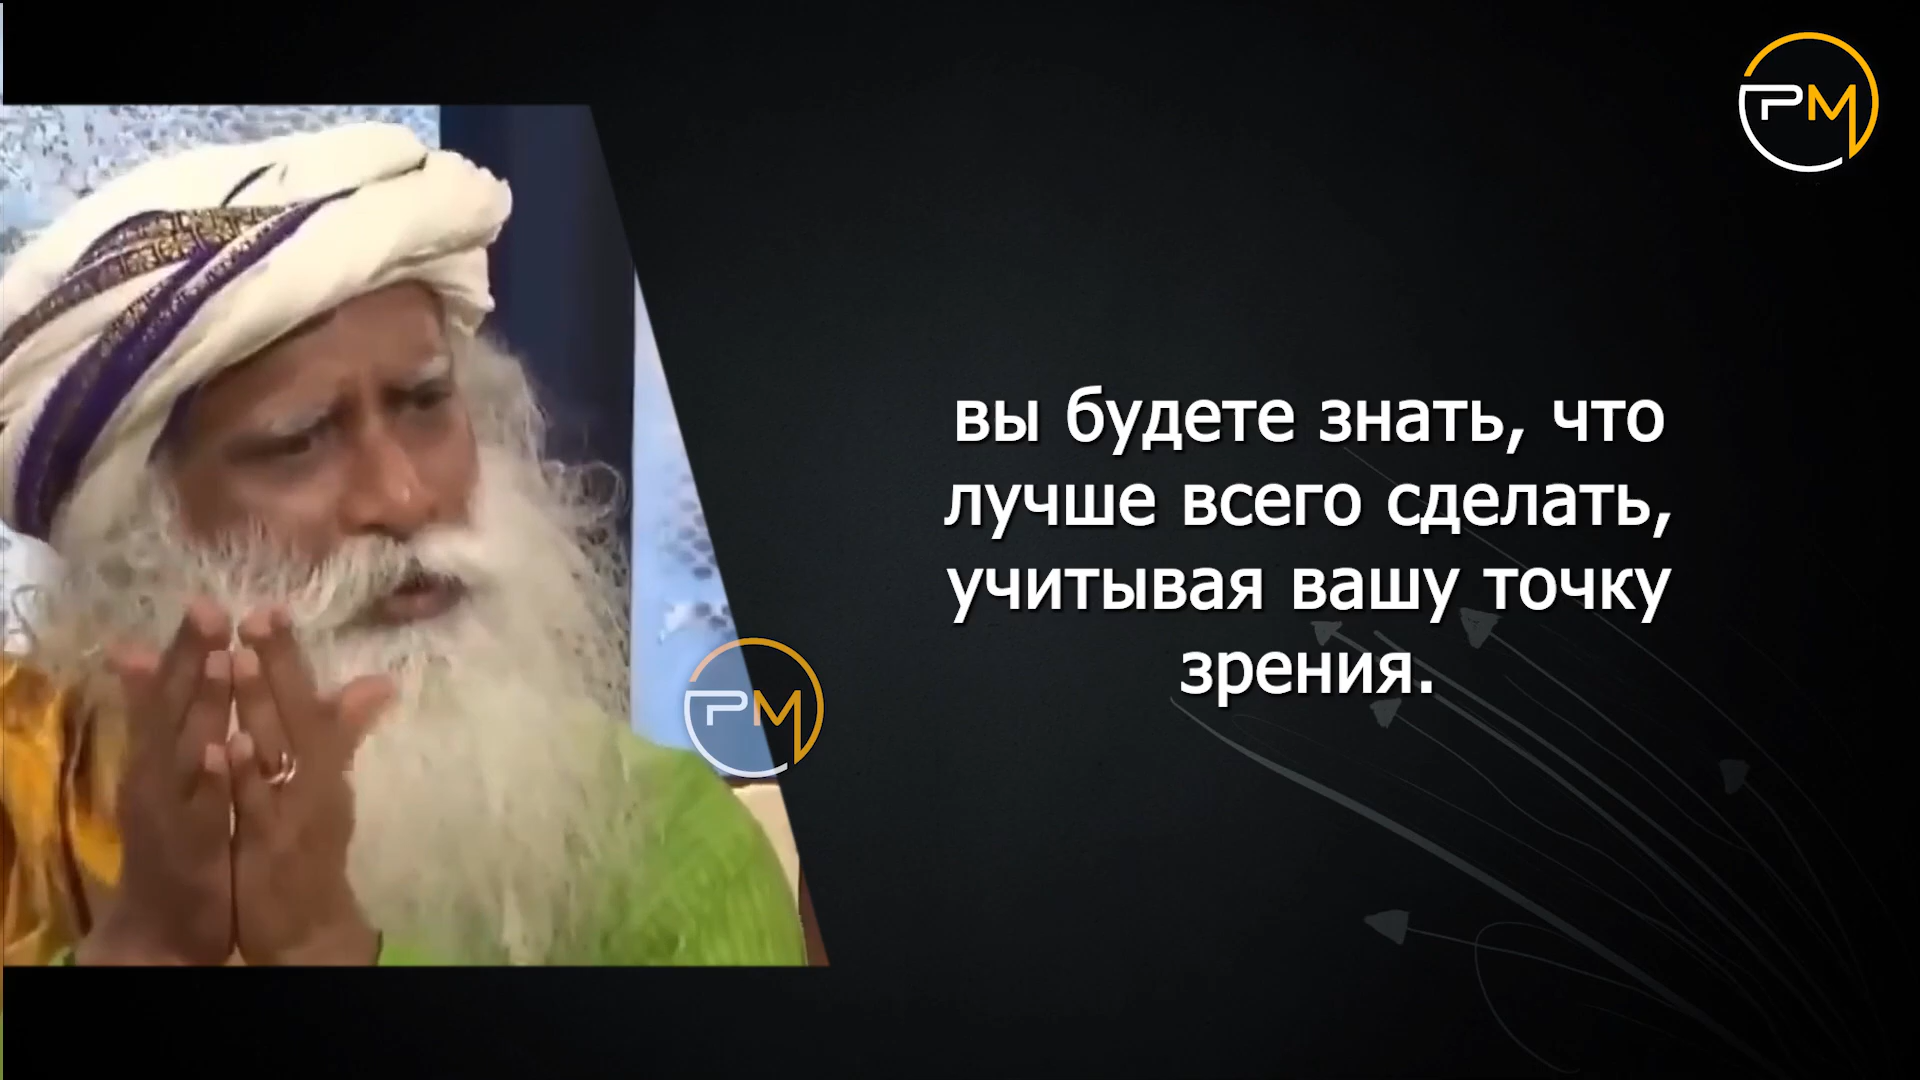 PM
вы будете знать, что
лучше всего сделать,
учитывая вашу точку
зрения.
PM